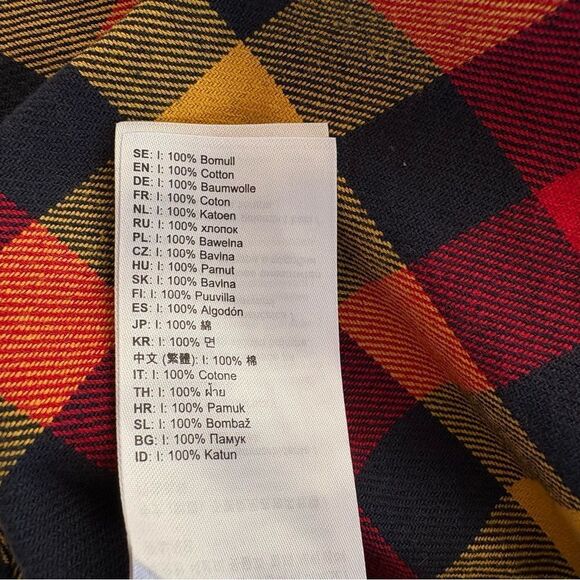 SE: I: 100% Bomull
EN: I: 100% Cotton
DE: I: 100% Baumwolle
FR: I: 100% Coton
NL: I: 100% Katoen
RU: I: 100% хлопок
PL: I: 100% Bawełna
CZ: I: 100% Bavlna
HU: I: 100% Pamut
SK: I: 100% Bavlna
FI: I: 100% Puuvilla
ES: I: 100% Algodón
JP: I: 100% 綿
KR: I: 100% 면
中文 (繁體): I: 100% 棉
IT: I: 100% Cotone
TH: I: 100% ฝ้าย
HR: I: 100% Pamuk
SL: I: 100% Bombaž
BG: I: 100% Памук
ID: I: 100% Katun